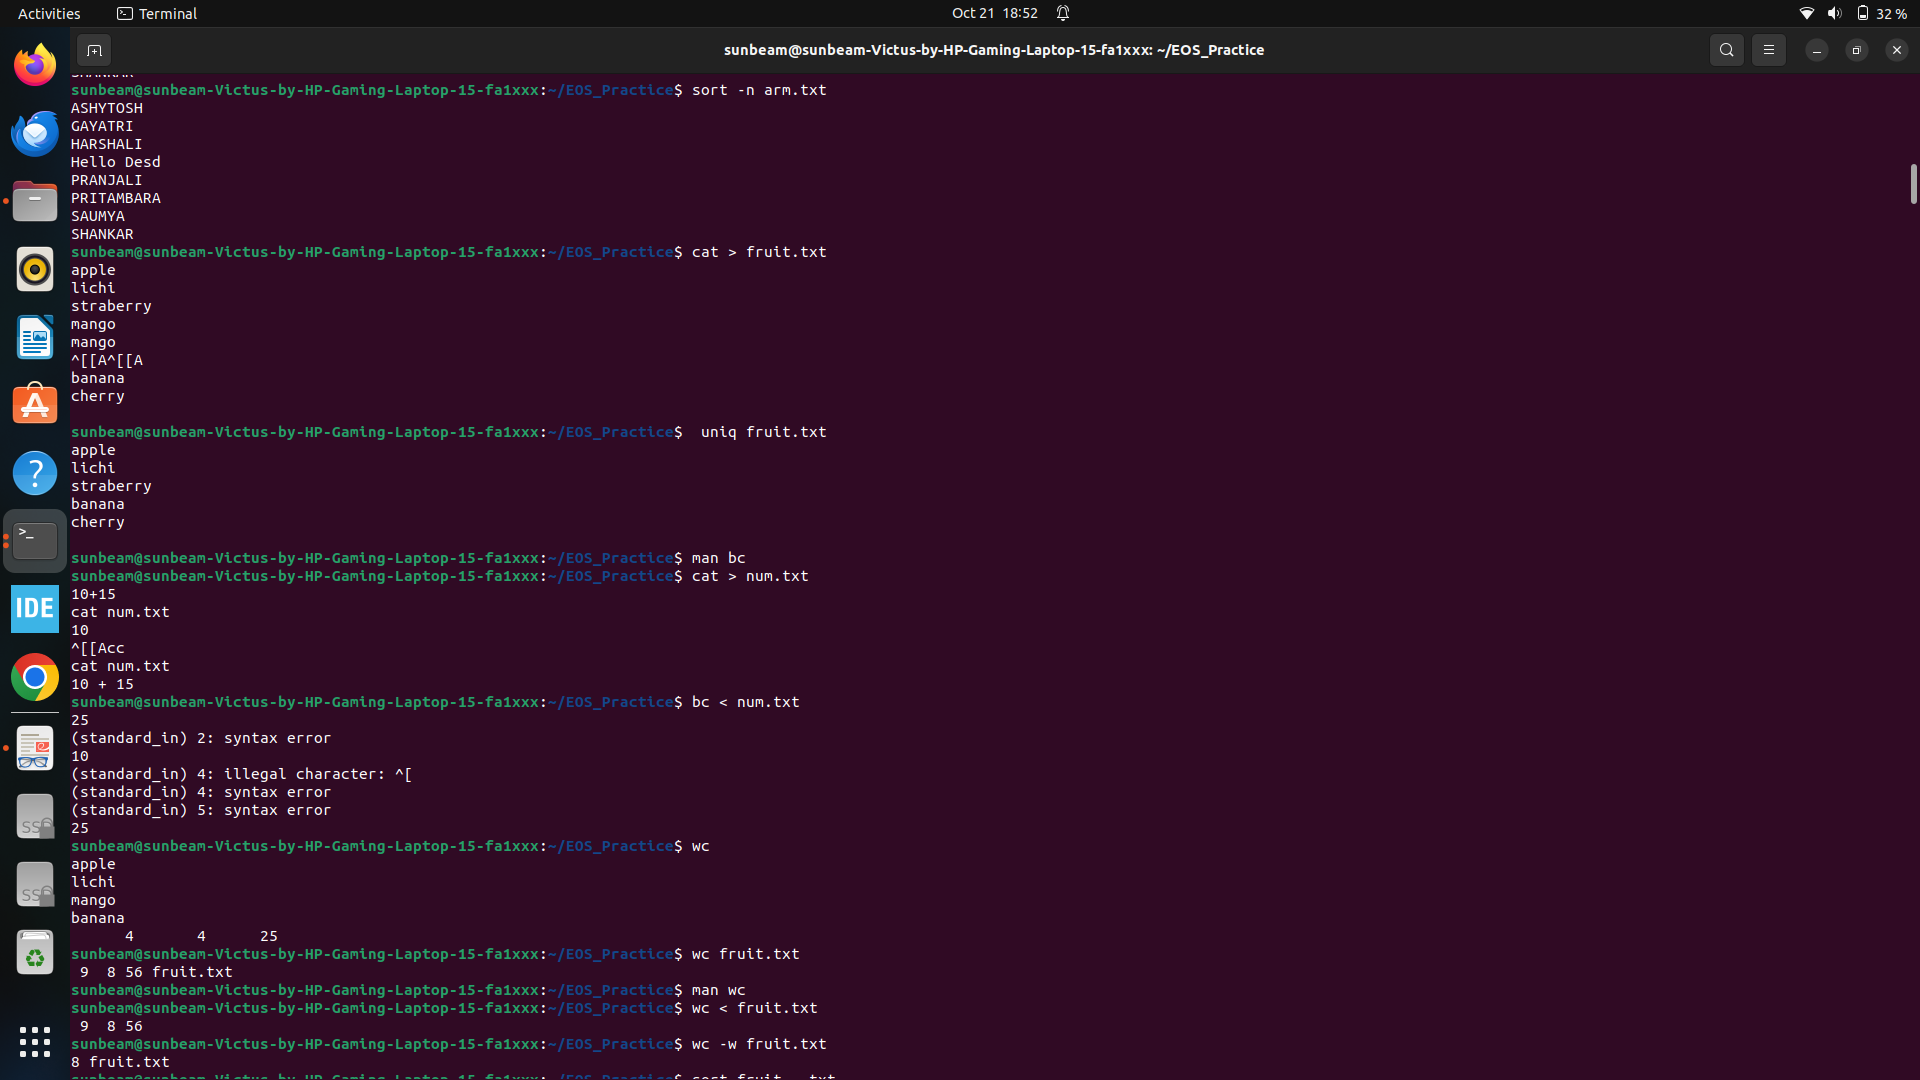 Activities
Terminal
Oct 21 18:52
32 %
sunbeam@sunbeam-Victus-by-HP-Gaming-Laptop-15-fa1xxx: ~/EOS_Practice
SHANKAR
sunbeam@sunbeam-Victus-by-HP-Gaming-Laptop-15-fa1xxx:~/EOS_Practice$ sort -n arm.txt
ASHYTOSH
GAYATRI
HARSHALI
Hello Desd
PRANJALI
PRITAMBARA
SAUMYA
SHANKAR
sunbeam@sunbeam-Victus-by-HP-Gaming-Laptop-15-fa1xxx:~/EOS_Practice$ cat > fruit.txt
apple
lichi
straberry
mango
mango
^[[A^[[A
banana
cherry
sunbeam@sunbeam-Victus-by-HP-Gaming-Laptop-15-fa1xxx:~/EOS_Practice$  uniq fruit.txt
apple
lichi
straberry
banana
cherry
sunbeam@sunbeam-Victus-by-HP-Gaming-Laptop-15-fa1xxx:~/EOS_Practice$ man bc
sunbeam@sunbeam-Victus-by-HP-Gaming-Laptop-15-fa1xxx:~/EOS_Practice$ cat > num.txt
10+15
cat num.txt
10
^[[Acc
cat num.txt
10 + 15
sunbeam@sunbeam-Victus-by-HP-Gaming-Laptop-15-fa1xxx:~/EOS_Practice$ bc < num.txt
25
(standard_in) 2: syntax error
10
(standard_in) 4: illegal character: ^[
(standard_in) 4: syntax error
(standard_in) 5: syntax error
25
sunbeam@sunbeam-Victus-by-HP-Gaming-Laptop-15-fa1xxx:~/EOS_Practice$ wc
apple
lichi
mango
banana
      4       4      25
sunbeam@sunbeam-Victus-by-HP-Gaming-Laptop-15-fa1xxx:~/EOS_Practice$ wc fruit.txt
 9  8 56 fruit.txt
sunbeam@sunbeam-Victus-by-HP-Gaming-Laptop-15-fa1xxx:~/EOS_Practice$ man wc
sunbeam@sunbeam-Victus-by-HP-Gaming-Laptop-15-fa1xxx:~/EOS_Practice$ wc < fruit.txt
 9  8 56
sunbeam@sunbeam-Victus-by-HP-Gaming-Laptop-15-fa1xxx:~/EOS_Practice$ wc -w fruit.txt
8 fruit.txt
IDE